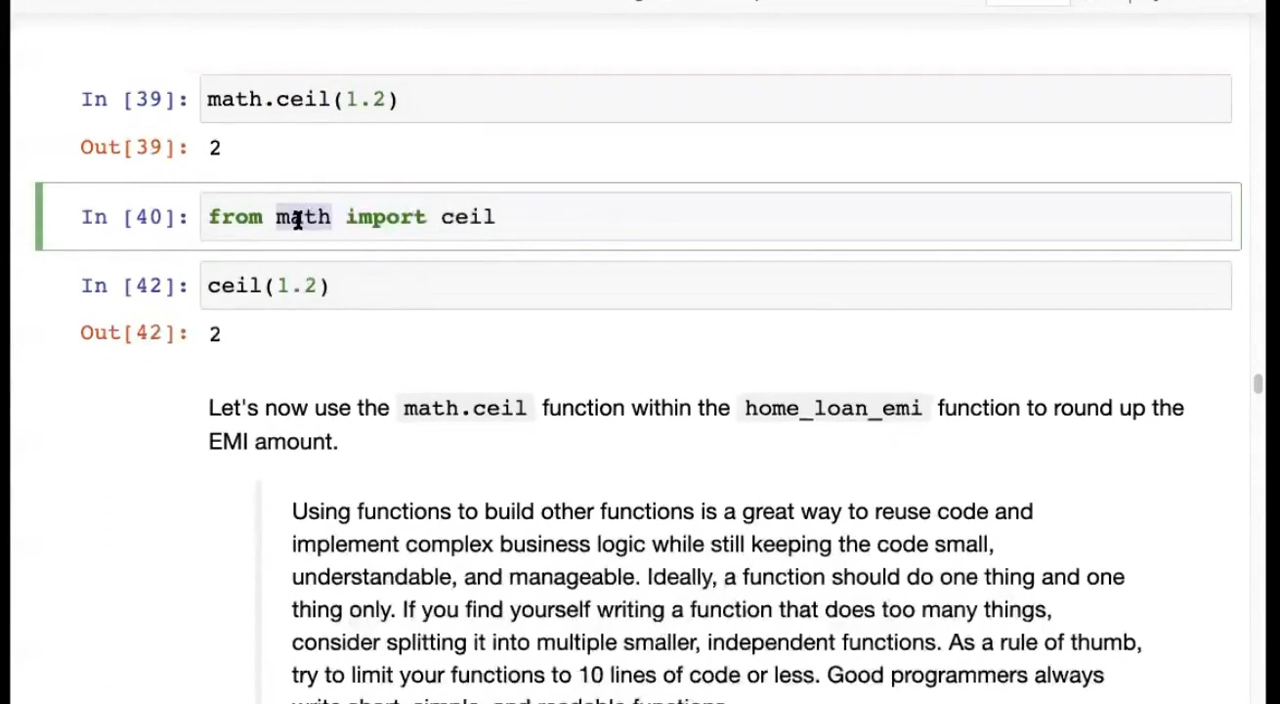 In [39]: math.ceil(1.2)
Out[39]: 2
In [40]: from math import ceil
In [42]: ceil(1.2)
Out[42]: 2
Let's now use the math.ceil function within the home_loan_emi function to round up the
EMI amount.
Using functions to build other functions is a great way to reuse code and
implement complex business logic while still keeping the code small,
understandable, and manageable. Ideally, a function should do one thing and one
thing only. If you find yourself writing a function that does too many things,
consider splitting it into multiple smaller, independent functions. As a rule of thumb,
try to limit your functions to 10 lines of code or less. Good programmers always
write short, simple, and readable functions.